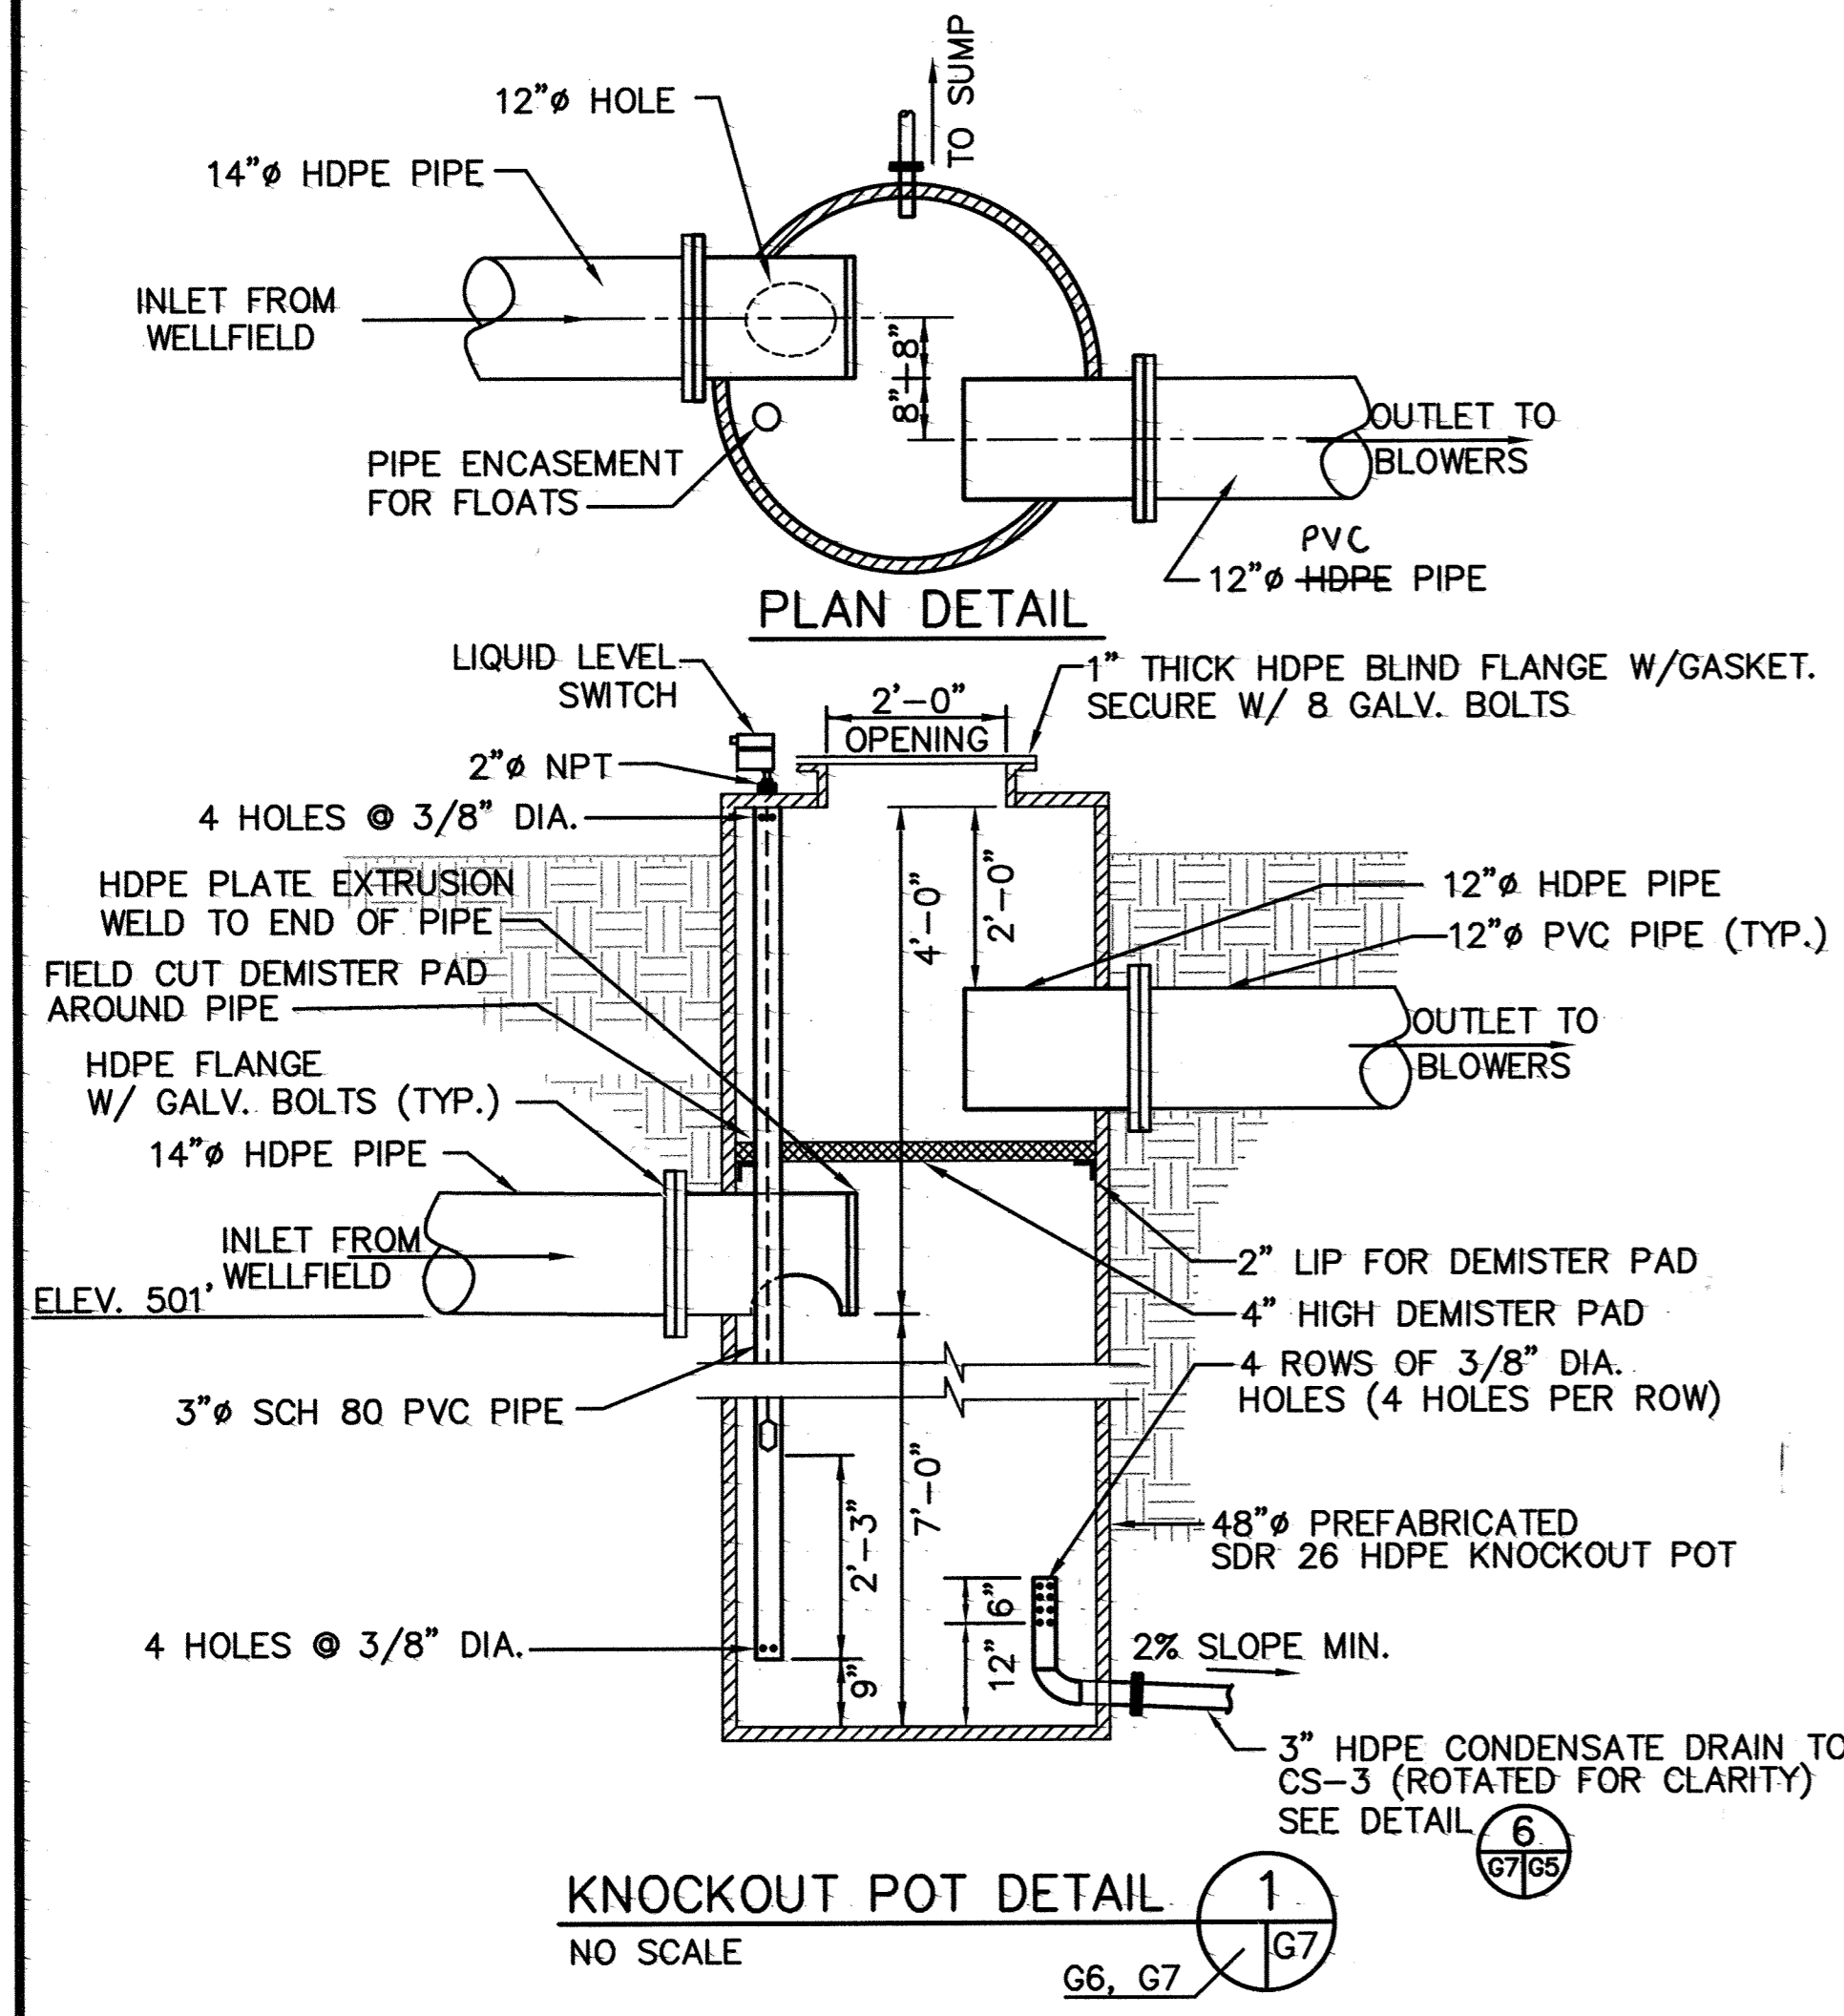 TO SUMP
12"ø HOLE
14"ø HDPE PIPE
INLET FROM
WELLFIELD
8"
8"
OUTLET TO
BLOWERS
PIPE ENCASEMENT
FOR FLOATS
PVC
12"ø HDPE PIPE
PLAN DETAIL
LIQUID LEVEL
SWITCH
2'-0"
OPENING
1" THICK HDPE BLIND FLANGE W/GASKET.
SECURE W/ 8 GALV. BOLTS
2"ø NPT
4 HOLES @ 3/8" DIA.
HDPE PLATE EXTRUSION
WELD TO END OF PIPE
4'-0"
2'-0"
12"ø HDPE PIPE
12"ø PVC PIPE (TYP.)
FIELD CUT DEMISTER PAD
AROUND PIPE
OUTLET TO
BLOWERS
HDPE FLANGE
W/ GALV. BOLTS (TYP.)
14"ø HDPE PIPE
INLET FROM
WELLFIELD
ELEV. 501'
2" LIP FOR DEMISTER PAD
4" HIGH DEMISTER PAD
4 ROWS OF 3/8" DIA.
HOLES (4 HOLES PER ROW)
3"ø SCH 80 PVC PIPE
7'-0"
2'-3"
48"ø PREFABRICATED
SDR 26 HDPE KNOCKOUT POT
6"
4 HOLES @ 3/8" DIA.
9"
12"
2% SLOPE MIN.
3" HDPE CONDENSATE DRAIN TO
CS-3 (ROTATED FOR CLARITY)
SEE DETAIL
6
G7 G5
KNOCKOUT POT DETAIL
1
G7
NO SCALE
G6, G7